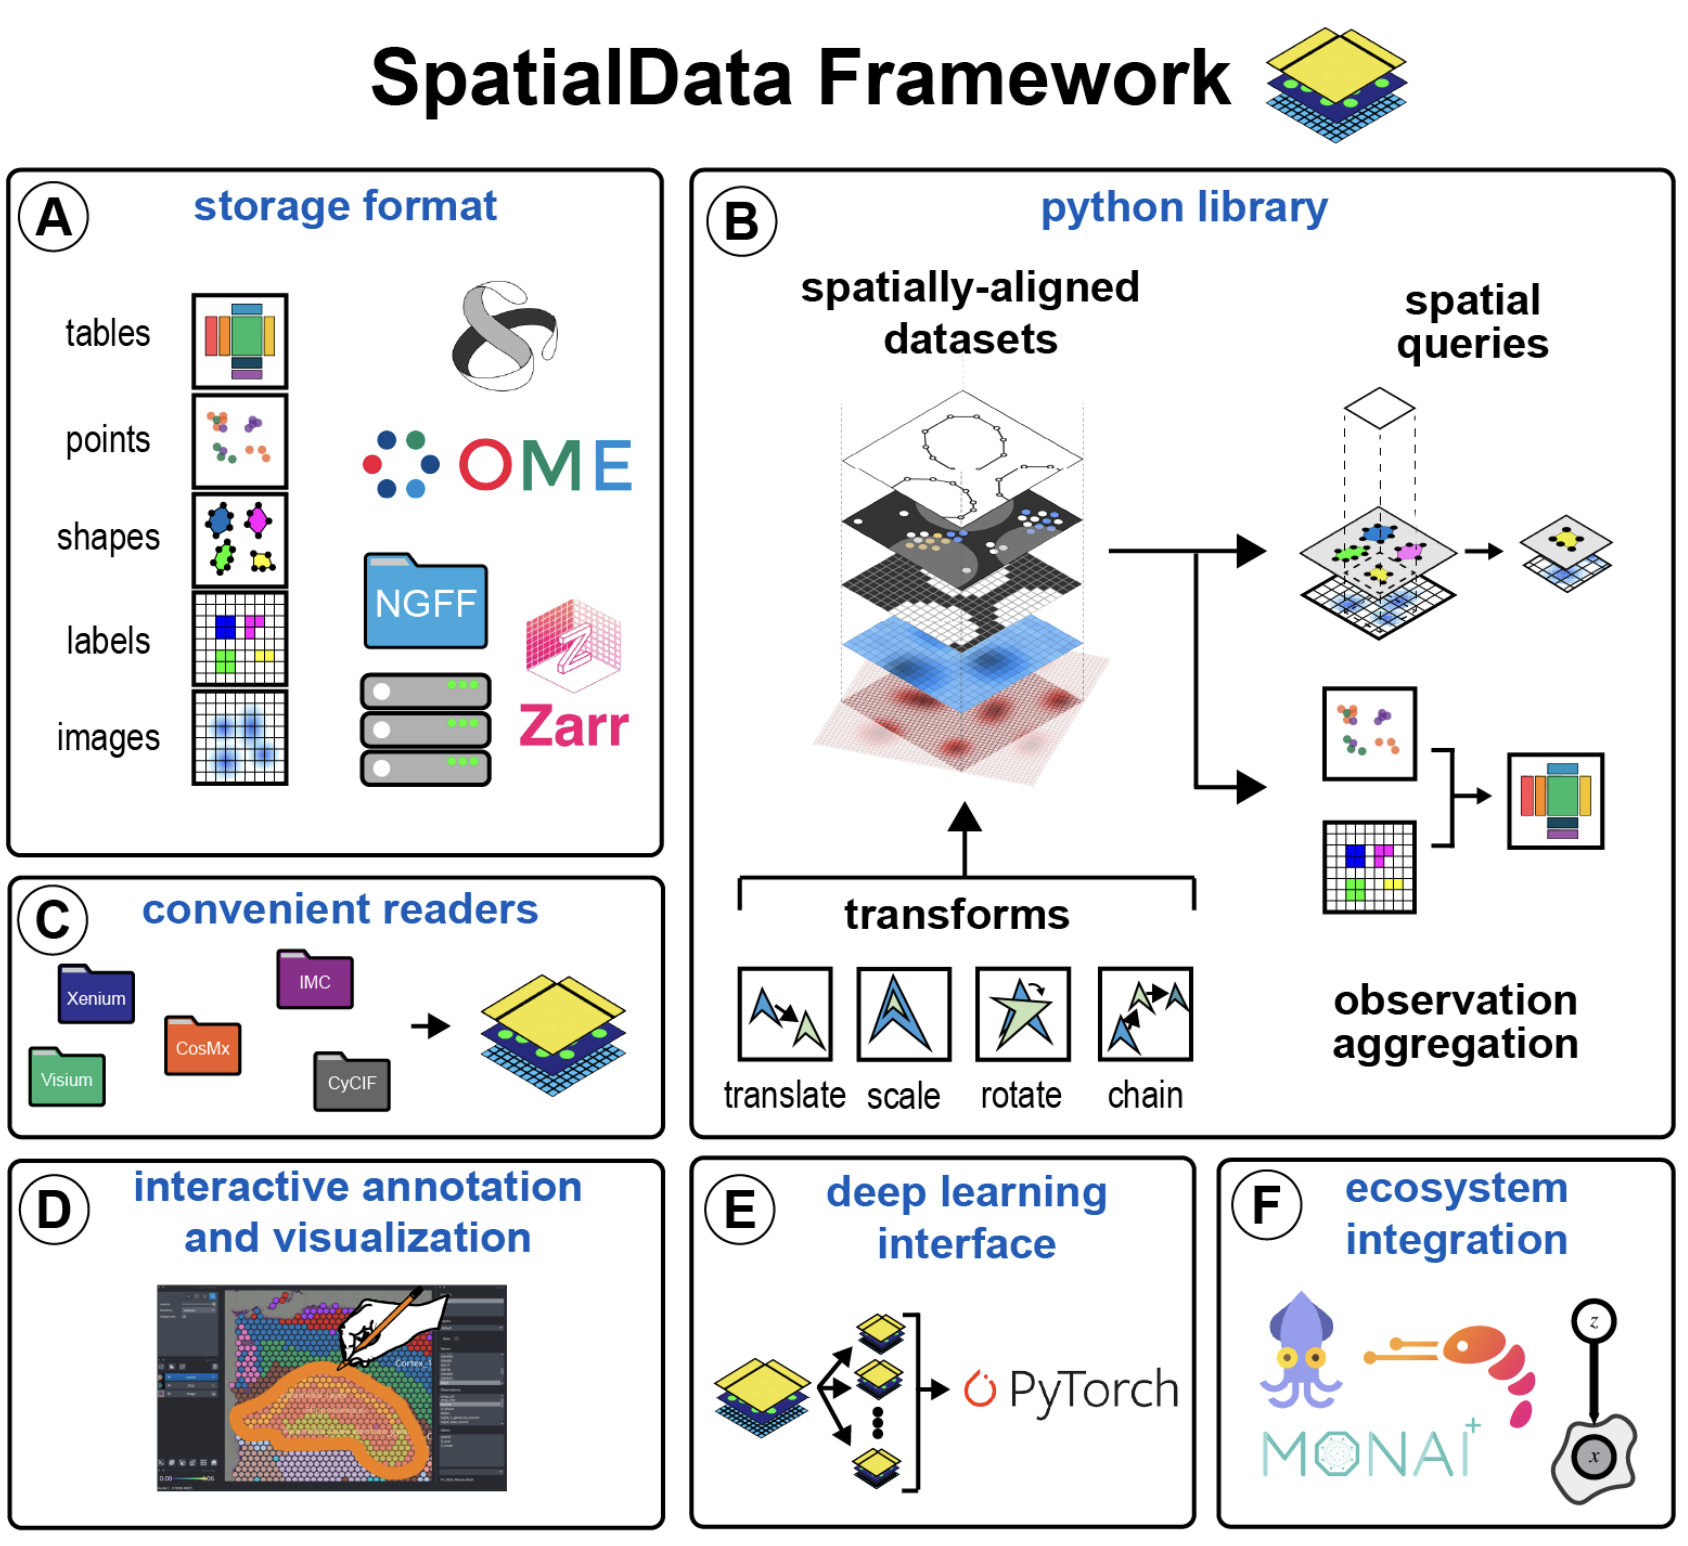 SpatialData Framework
A
storage format
tables
points
shapes
labels
images
OME
NGFF
Zarr
B
python library
spatially-aligned
datasets
spatial
queries
transforms
translate
scale
rotate
chain
observation
aggregation
C
convenient readers
Xenium
IMC
CosMx
Visium
CyCIF
D
interactive annotation
and visualization
E
deep learning
interface
PyTorch
F
ecosystem
integration
MONAI
z
x